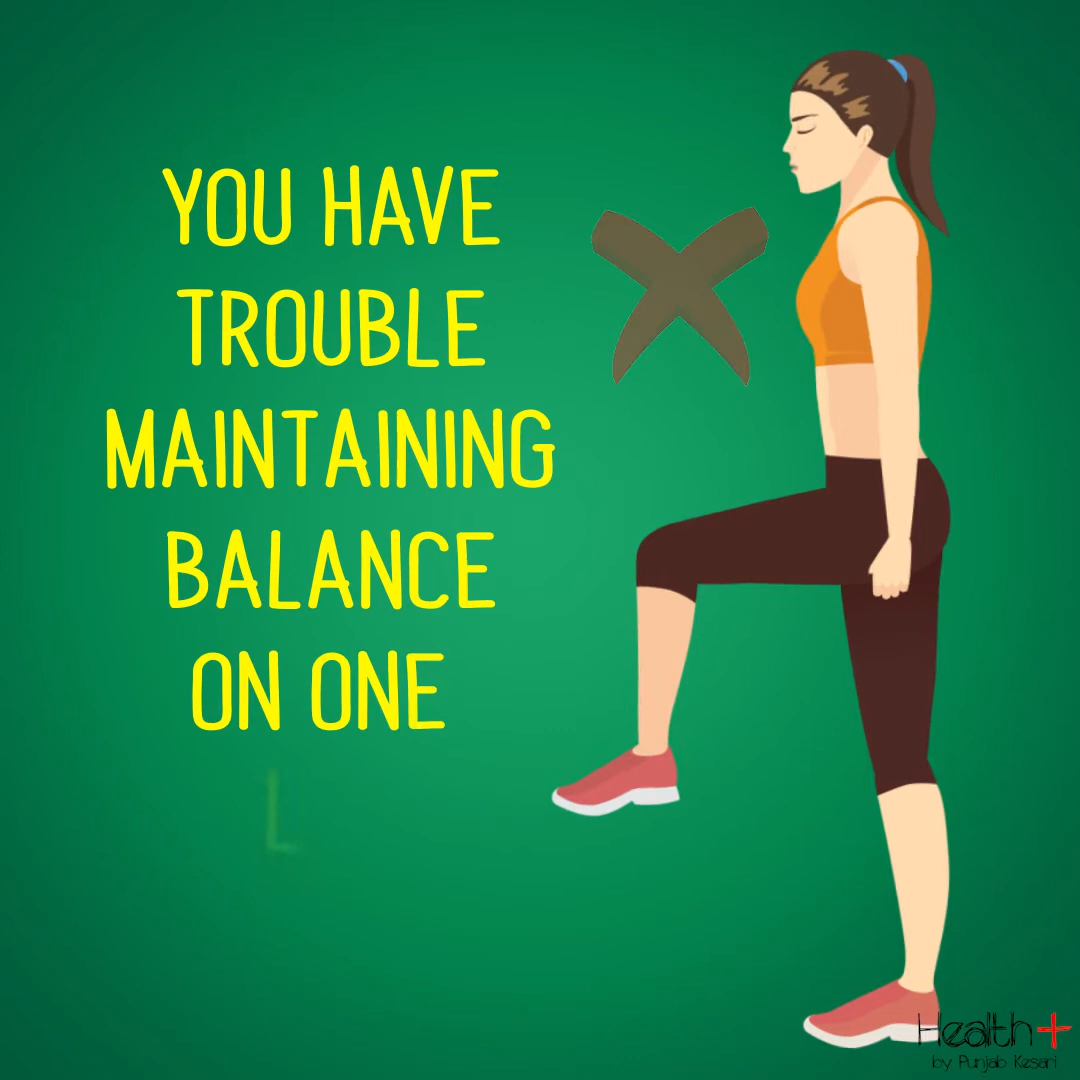 YOU HAVE
TROUBLE
MAINTAINING
BALANCE
ON ONE
L
Health+
by Punjab Kesari